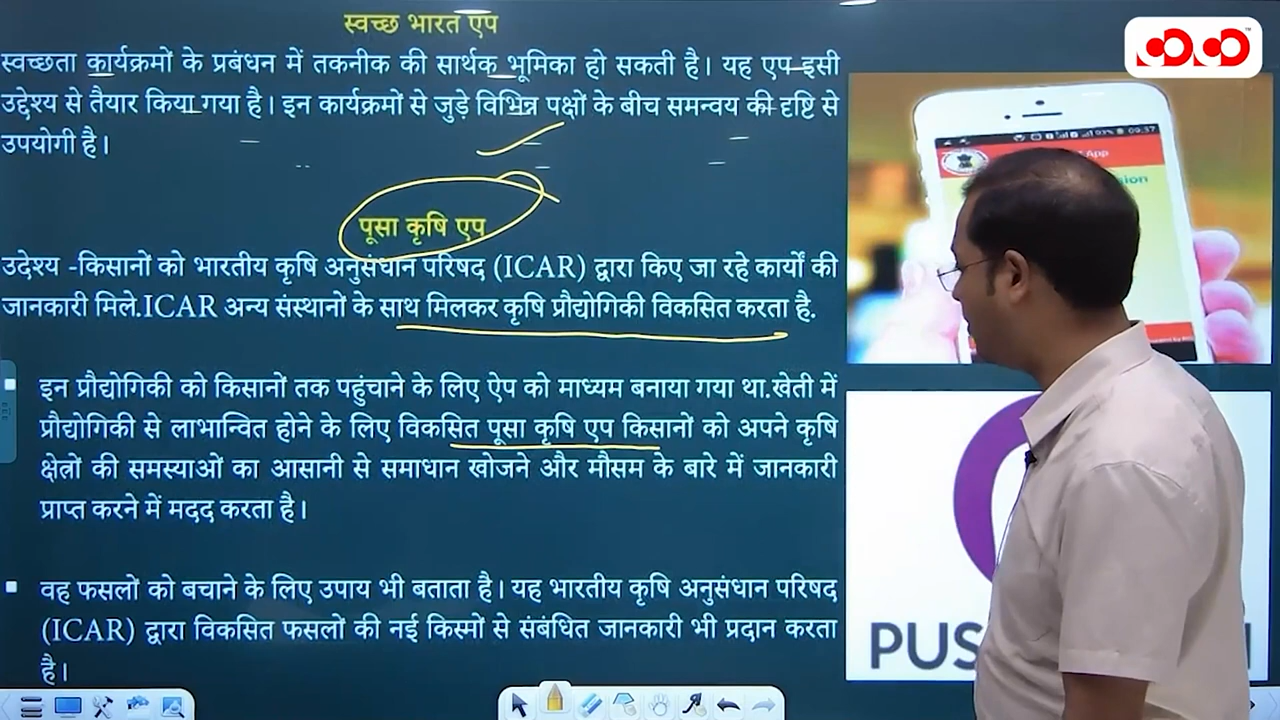 स्वच्छ भारत एप
स्वच्छता कार्यक्रमों के प्रबंधन में तकनीक की सार्थक भूमिका हो सकती है। यह एप इसी
उद्देश्य से तैयार किया गया है। इन कार्यक्रमों से जुड़े विभिन्न पक्षों के बीच समन्वय की दृष्टि से
उपयोगी है।
पूसा कृषि एप
उदेश्य -किसानों को भारतीय कृषि अनुसंधान परिषद (ICAR) द्वारा किए जा रहे कार्यो की
जानकारी मिले.ICAR अन्य संस्थानों के साथ मिलकर कृषि प्रौद्योगिकी विकसित करता है.
इन प्रौद्योगिकी को किसानों तक पहुंचाने के लिए ऐप को माध्यम बनाया गया था.खेती में
प्रौद्योगिकी से लाभान्वित होने के लिए विकसित पूसा कृषि एप किसानों को अपने कृषि
क्षेत्रों की समस्याओं का आसानी से समाधान खोजने और मौसम के बारे में जानकारी
प्राप्त करने में मदद करता है।
वह फसलों को बचाने के लिए उपाय भी बताता है। यह भारतीय कृषि अनुसंधान परिषद
(ICAR) द्वारा विकसित फसलों की नई किस्मों से संबंधित जानकारी भी प्रदान करता
है।
93% 09:37
App
PUS